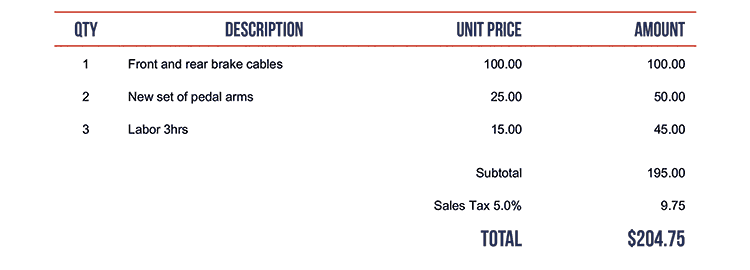 QTY DESCRIPTION UNIT PRICE AMOUNT
1 Front and rear brake cables 100.00 100.00
2 New set of pedal arms 25.00 50.00
3 Labor 3hrs 15.00 45.00
Subtotal 195.00
Sales Tax 5.0% 9.75
TOTAL $204.75